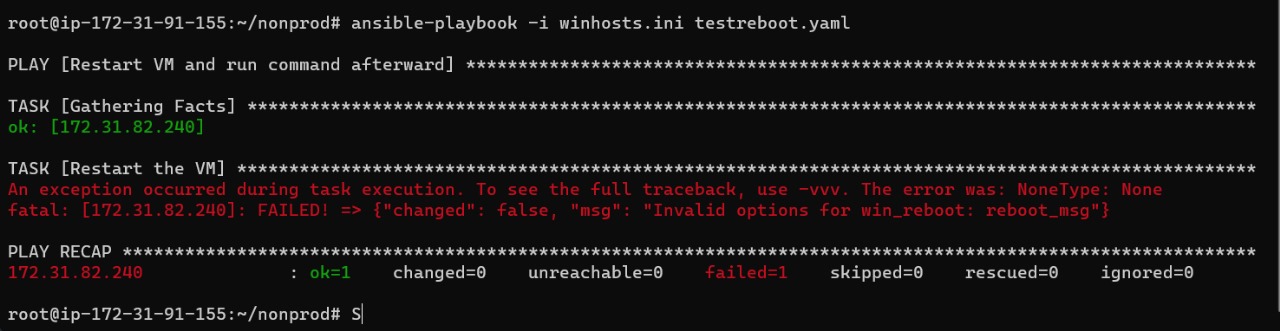 root@ip-172-31-91-155:~/nonprod# ansible-playbook -i winhosts.ini testreboot.yaml
PLAY [Restart VM and run command afterward] ****************************************************************************
TASK [Gathering Facts] *************************************************************************************************
ok: [172.31.82.240]
TASK [Restart the VM] **************************************************************************************************
An exception occurred during task execution. To see the full traceback, use -vvv. The error was: NoneType: None
fatal: [172.31.82.240]: FAILED! => {"changed": false, "msg": "Invalid options for win_reboot: reboot_msg"}
PLAY RECAP *************************************************************************************************************
172.31.82.240              : ok=1    changed=0    unreachable=0    failed=1    skipped=0    rescued=0    ignored=0
root@ip-172-31-91-155:~/nonprod# S